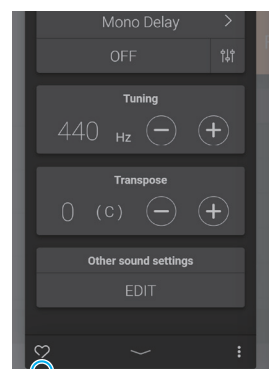 Mono Delay
OFF
Tuning
440 Hz
Transpose
0 (C)
Other sound settings
EDIT